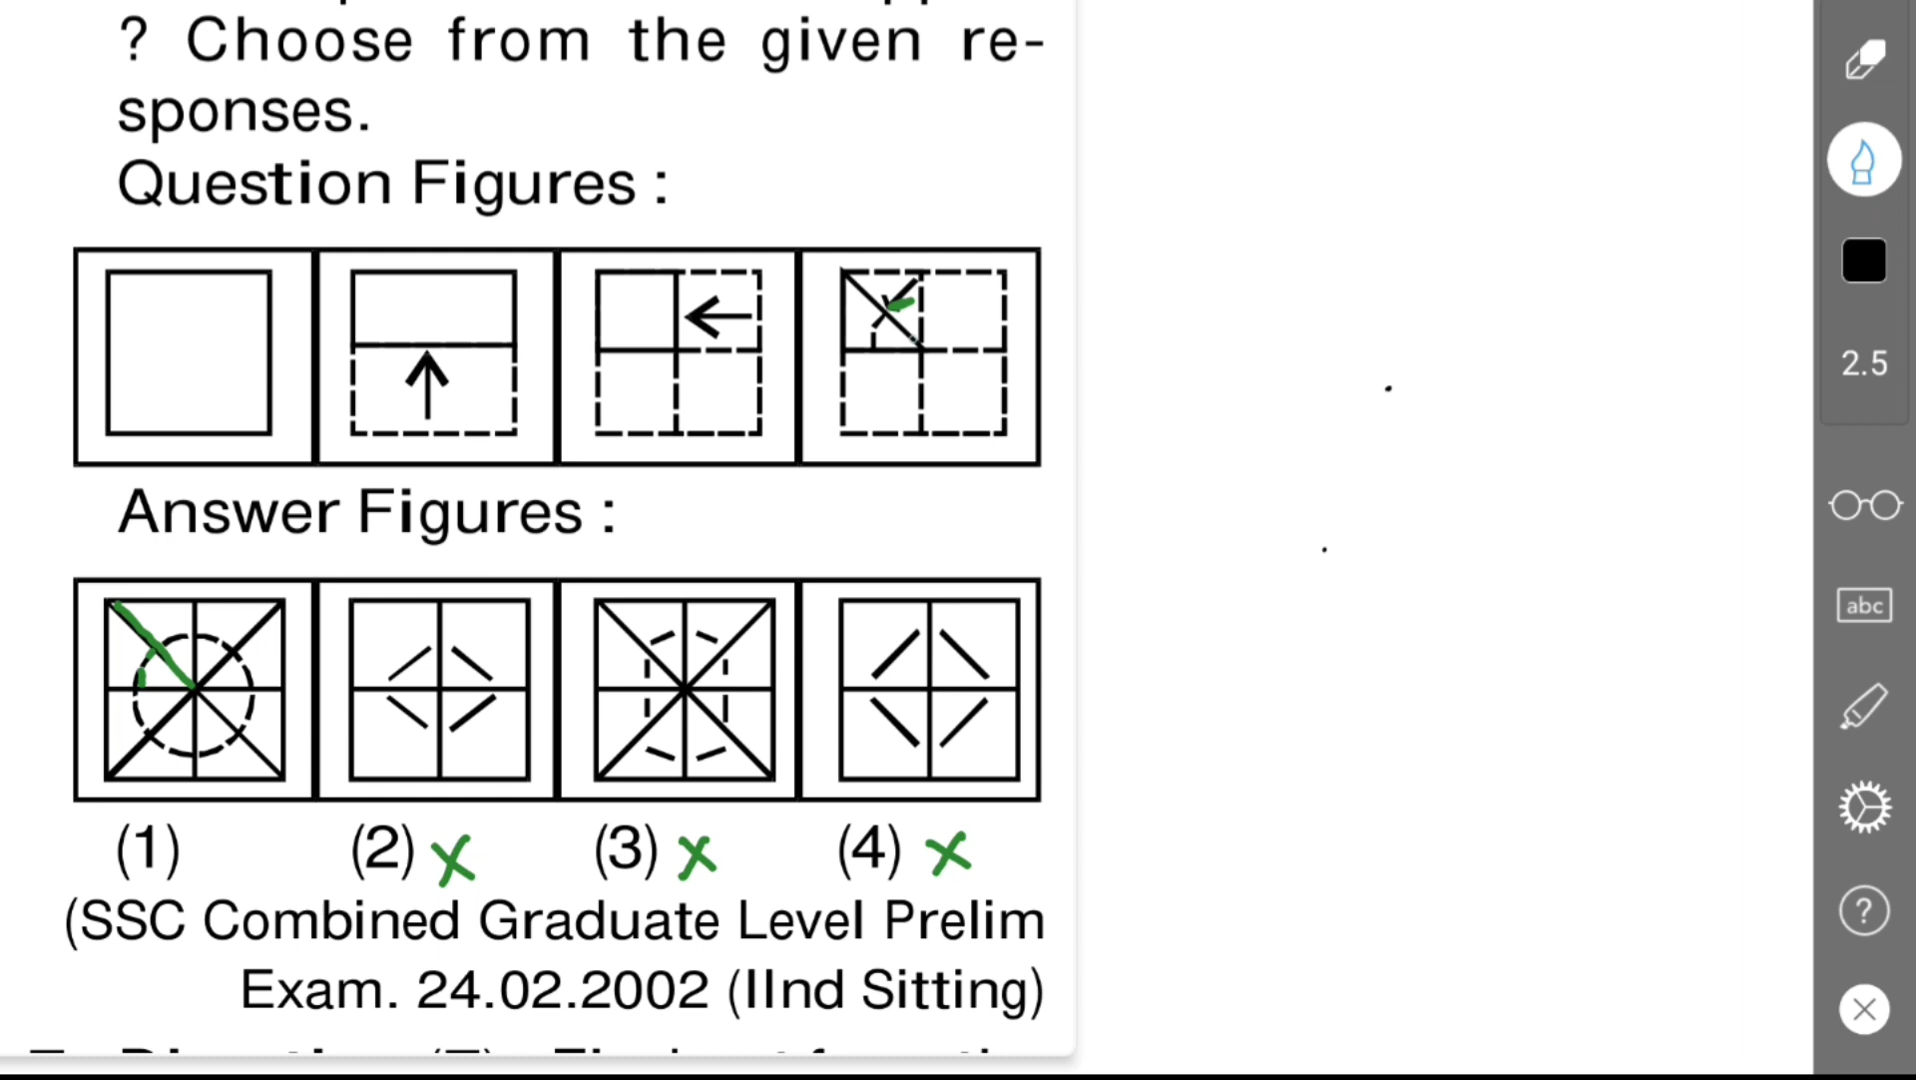 ? Choose from the given re-
sponses.
Question Figures :
Answer Figures :
(1) (2) (3) (4)
(SSC Combined Graduate Level Prelim
Exam. 24.02.2002 (IInd Sitting)
2.5
abc
?